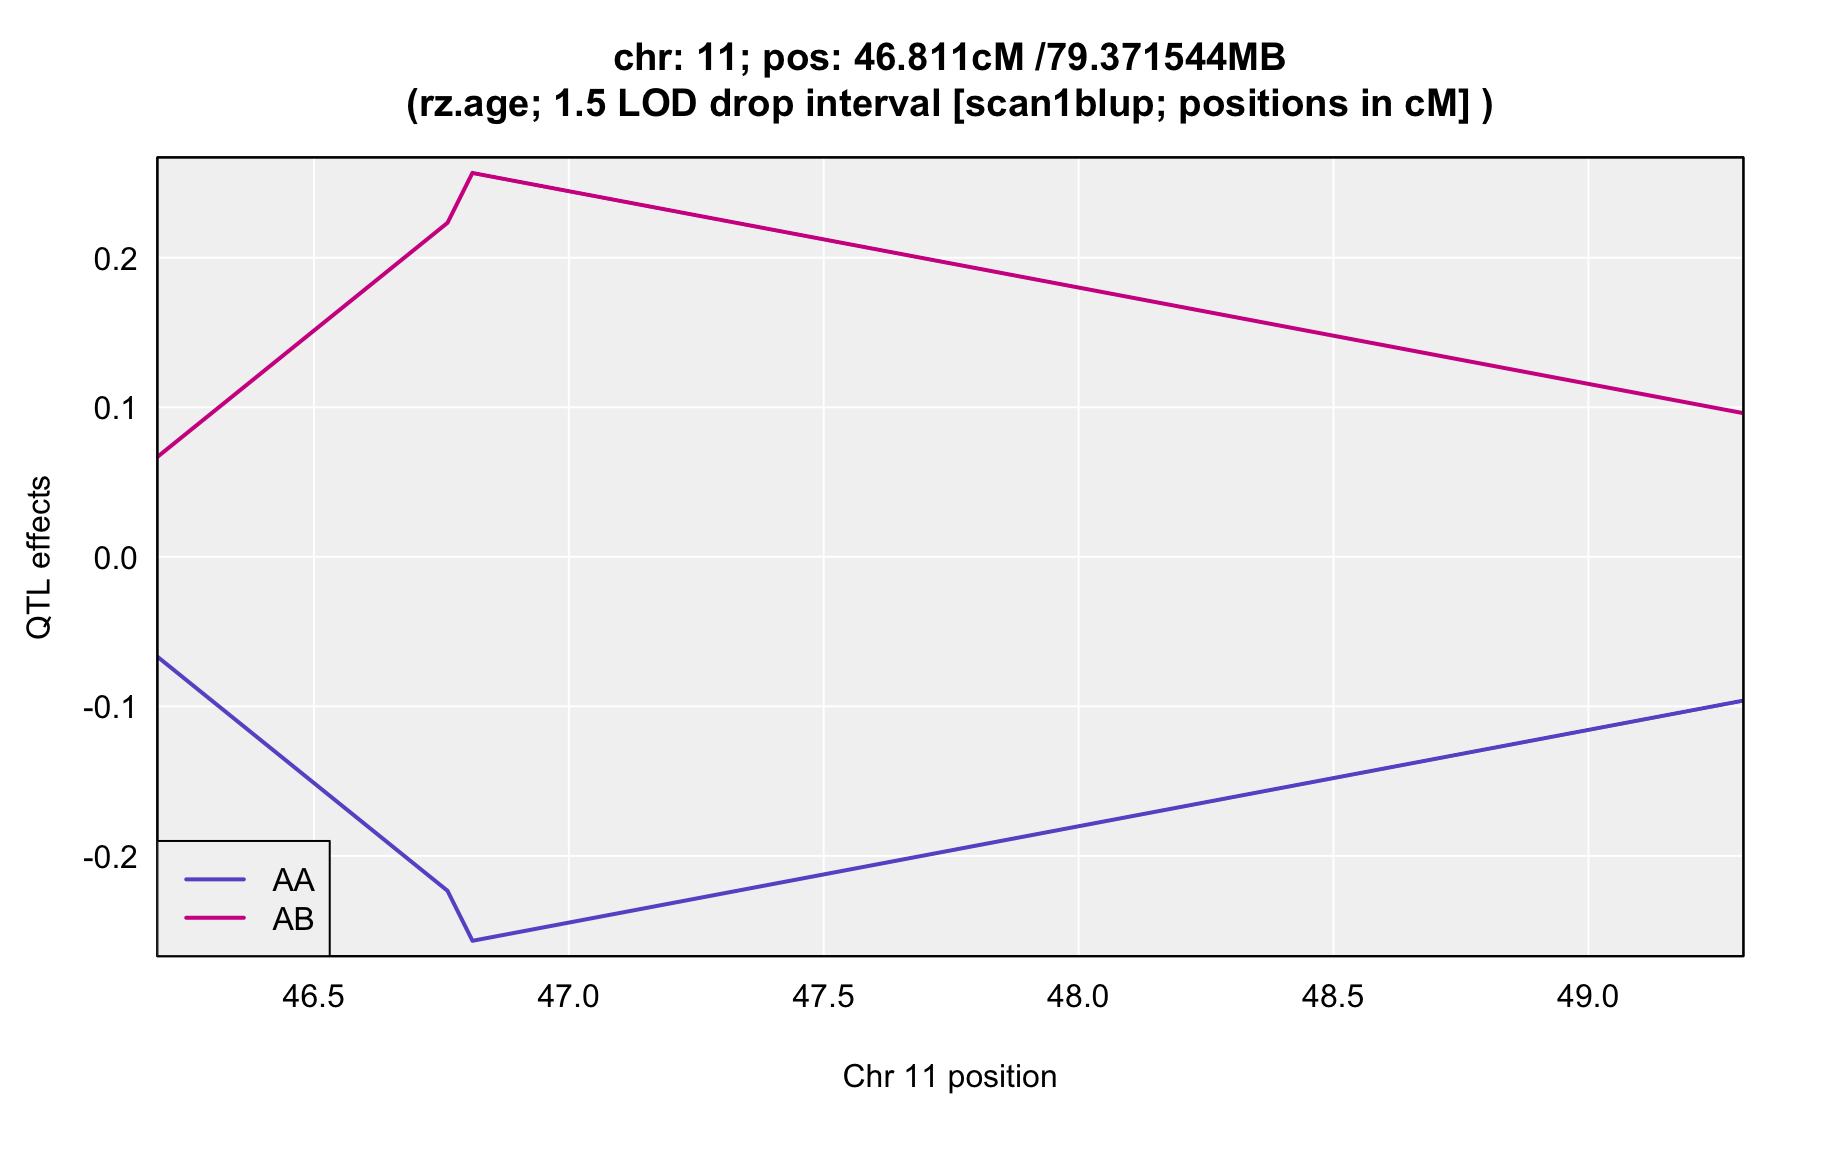 chr: 11; pos: 46.811cM /79.371544MB
(rz.age; 1.5 LOD drop interval [scan1blup; positions in cM] )
QTL effects
0.2
0.1
0.0
-0.1
-0.2
AA
AB
46.5 47.0 47.5 48.0 48.5 49.0
Chr 11 position